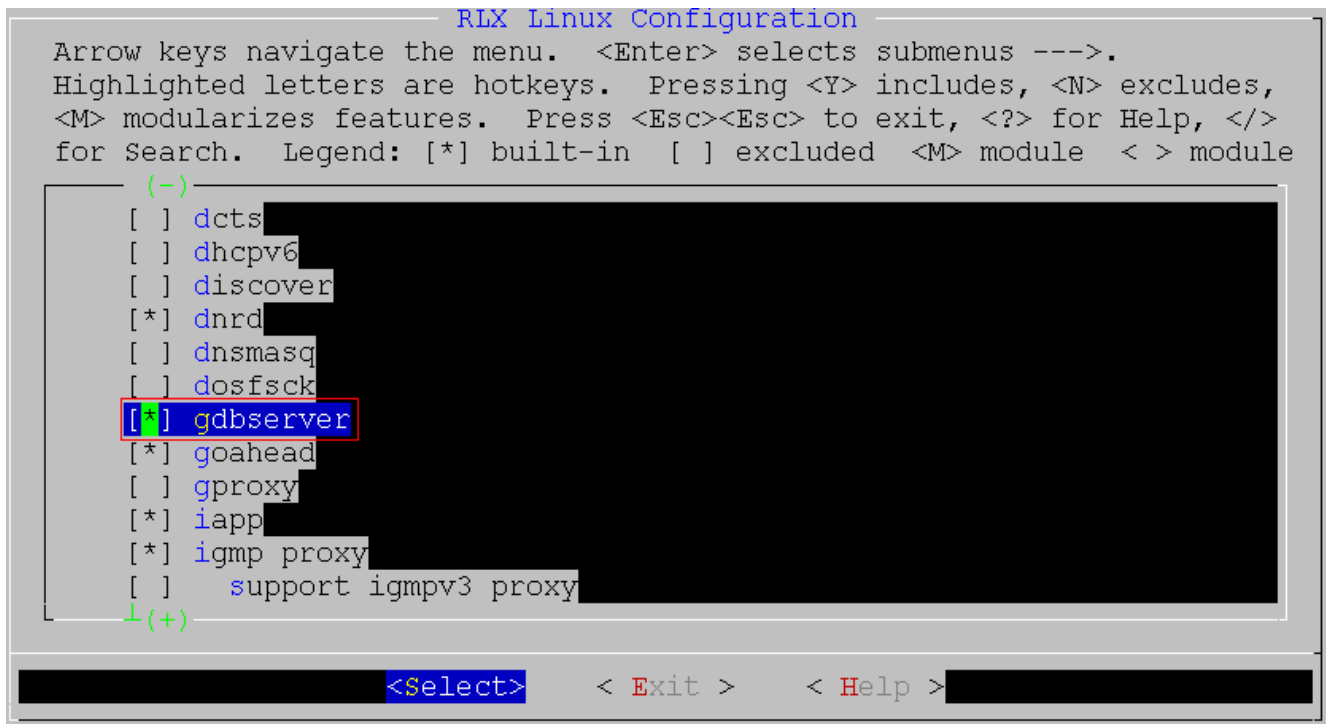 RLX Linux Configuration
Arrow keys navigate the menu.  <Enter> selects submenus --->.
Highlighted letters are hotkeys.  Pressing <Y> includes, <N> excludes,
<M> modularizes features.  Press <Esc><Esc> to exit, <?> for Help, </>
for Search.  Legend: [*] built-in  [ ] excluded  <M> module  < > module
(-)
[ ] dcts
[ ] dhcpv6
[ ] discover
[*] dnrd
[ ] dnsmasq
[ ] dosfsck
[*] gdbserver
[*] goahead
[ ] gproxy
[*] iapp
[*] igmp proxy
[ ]   support igmpv3 proxy
┴(+)
<Select>    < Exit >    < Help >